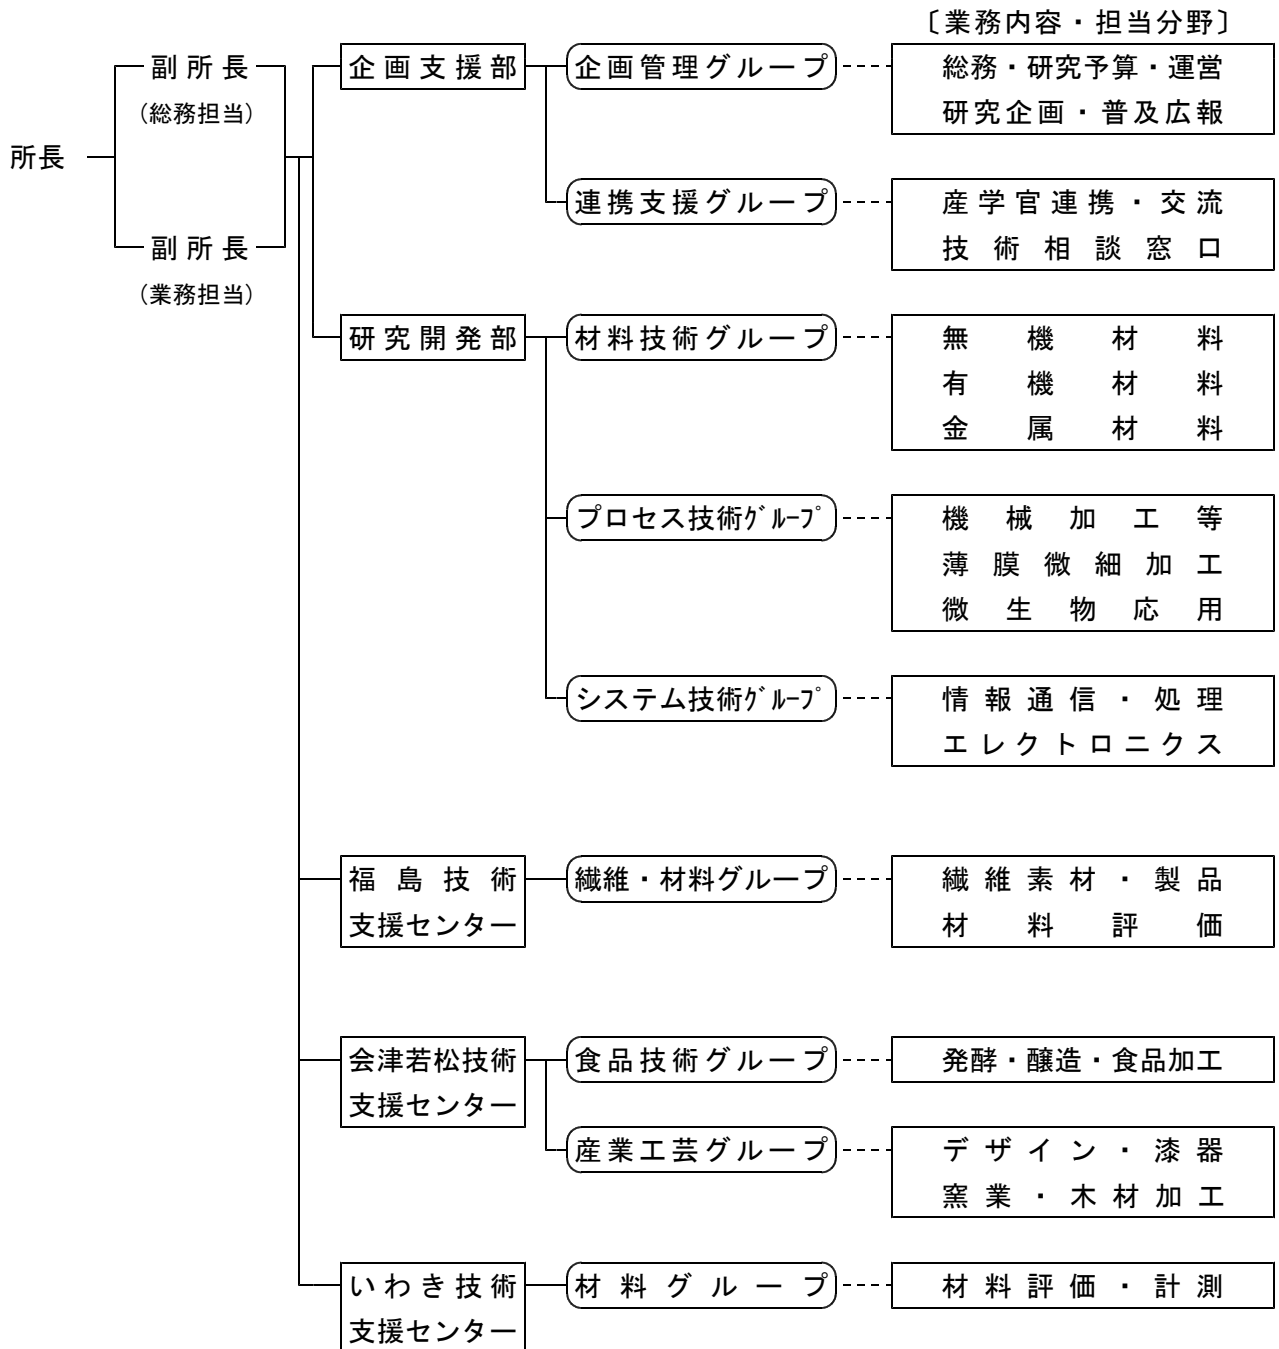 〔業務内容・担当分野〕
所長
副所長
(総務担当)
副所長
(業務担当)
企画支援部
企画管理グループ
総務・研究予算・運営
研究企画・普及広報
連携支援グループ
産学官連携・交流
技術相談窓口
研究開発部
材料技術グループ
無機材料
有機材料
金属材料
プロセス技術ｸﾞﾙｰﾌﾟ
機械加工等
薄膜微細加工
微生物応用
システム技術ｸﾞﾙｰﾌﾟ
情報通信・処理
エレクトロニクス
福島技術
支援センター
繊維・材料グループ
繊維素材・製品
材料評価
会津若松技術
支援センター
食品技術グループ
発酵・醸造・食品加工
産業工芸グループ
デザイン・漆器
窯業・木材加工
いわき技術
支援センター
材料グループ
材料評価・計測